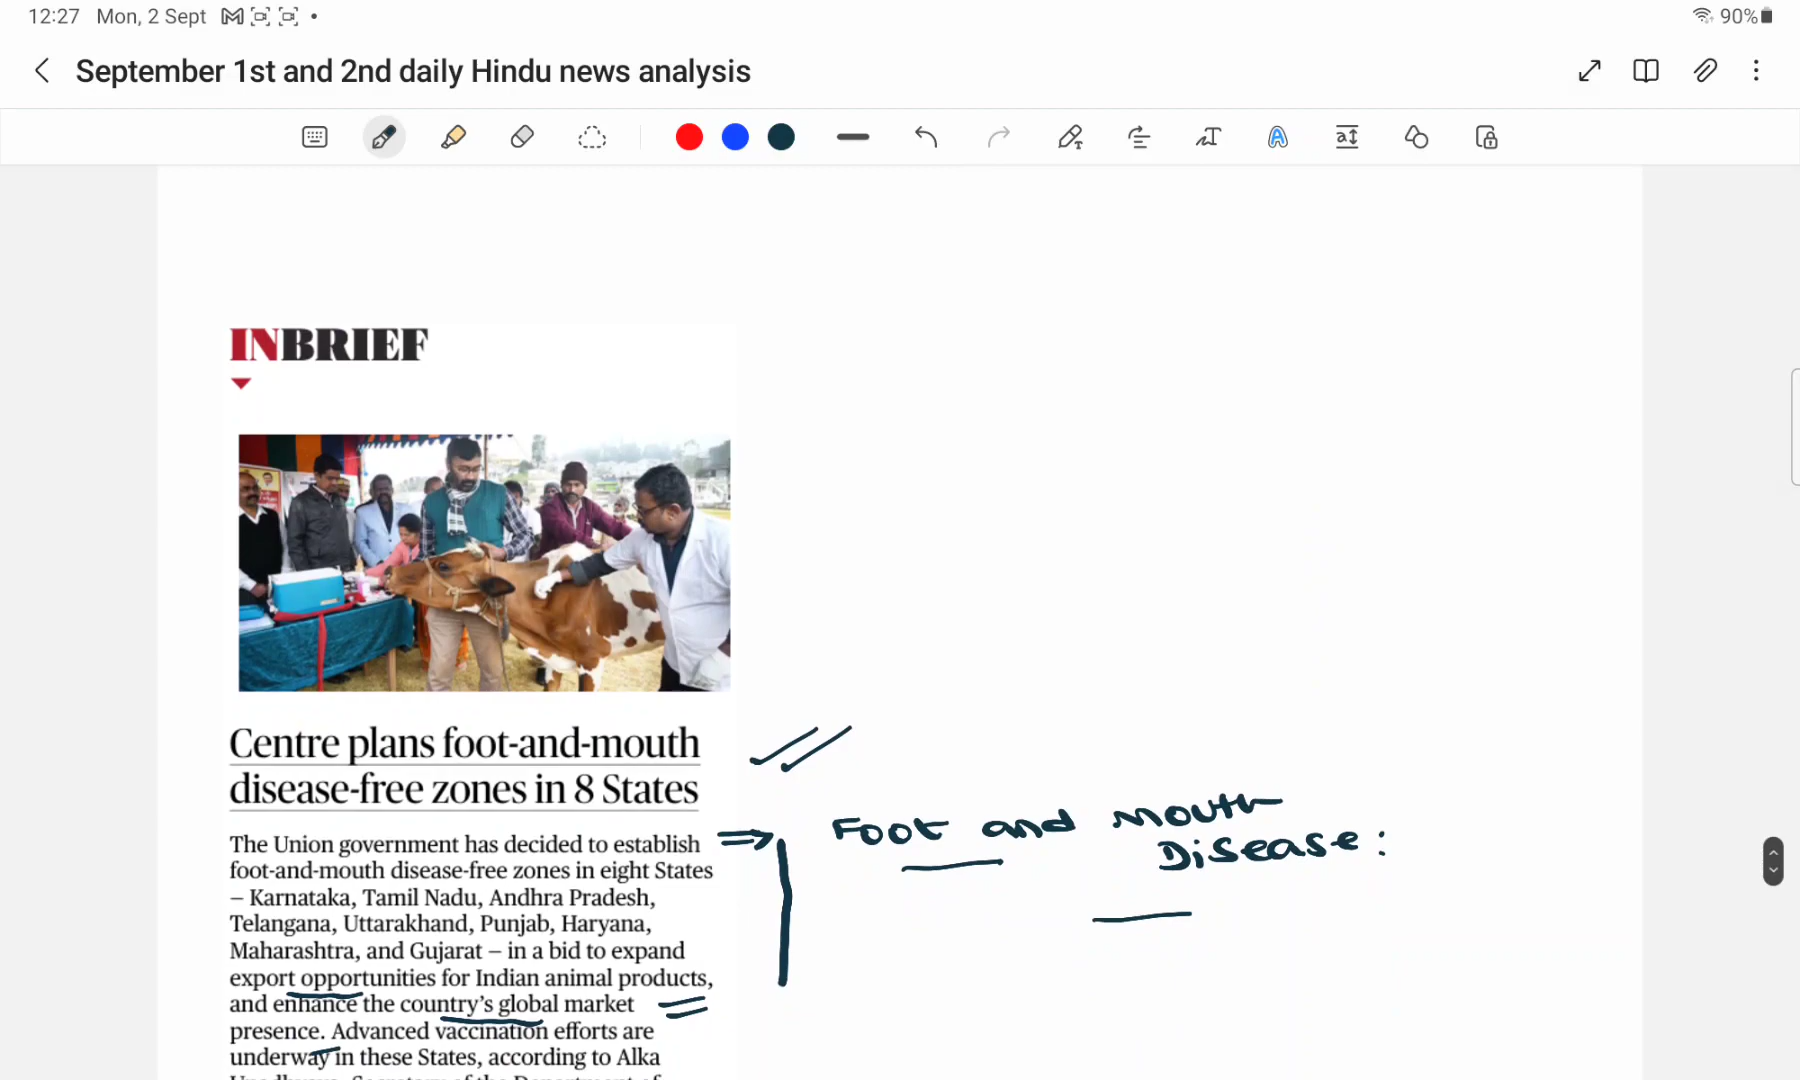 12:27 Mon, 2 Sept
90%
September 1st and 2nd daily Hindu news analysis
INBRIEF
Centre plans foot-and-mouth
disease-free zones in 8 States
The Union government has decided to establish
foot-and-mouth disease-free zones in eight States
– Karnataka, Tamil Nadu, Andhra Pradesh,
Telangana, Uttarakhand, Punjab, Haryana,
Maharashtra, and Gujarat – in a bid to expand
export opportunities for Indian animal products,
and enhance the country's global market
presence. Advanced vaccination efforts are
underway in these States, according to Alka
Foot and Mouth
Disease: